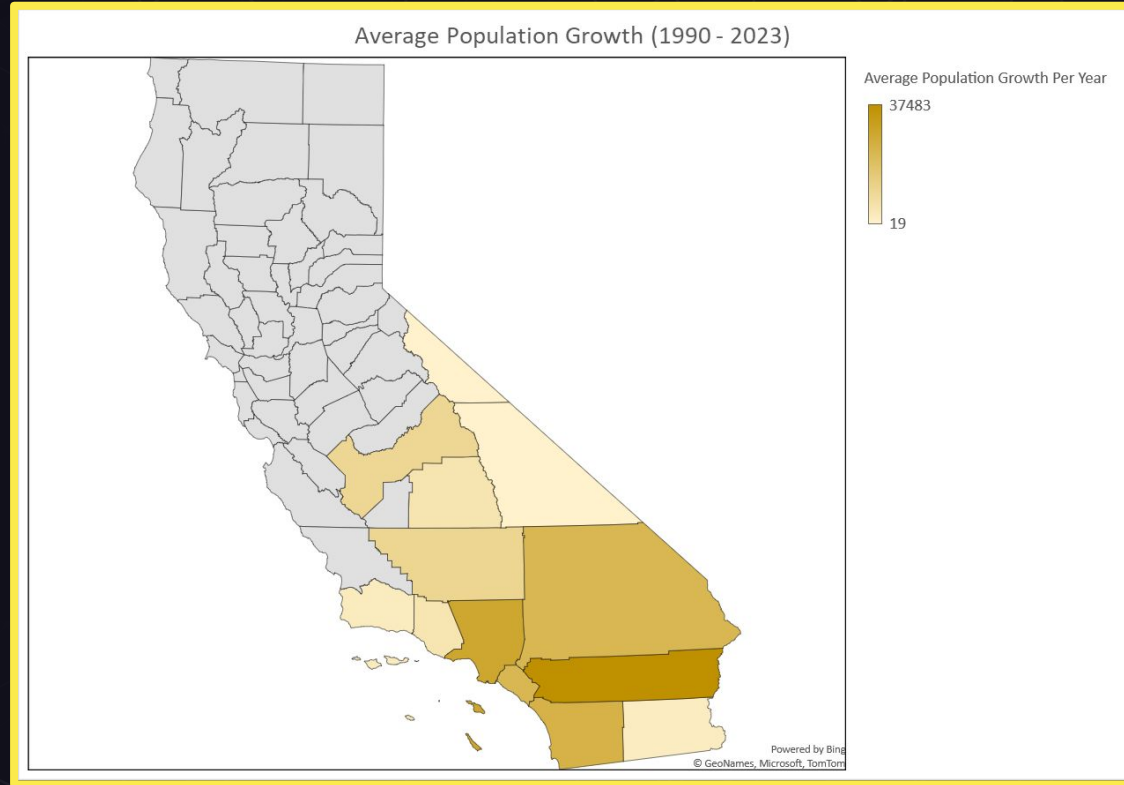 Average Population Growth (1990 - 2023)
Average Population Growth Per Year
37483
19
Powered by Bing
© GeoNames, Microsoft, TomTom